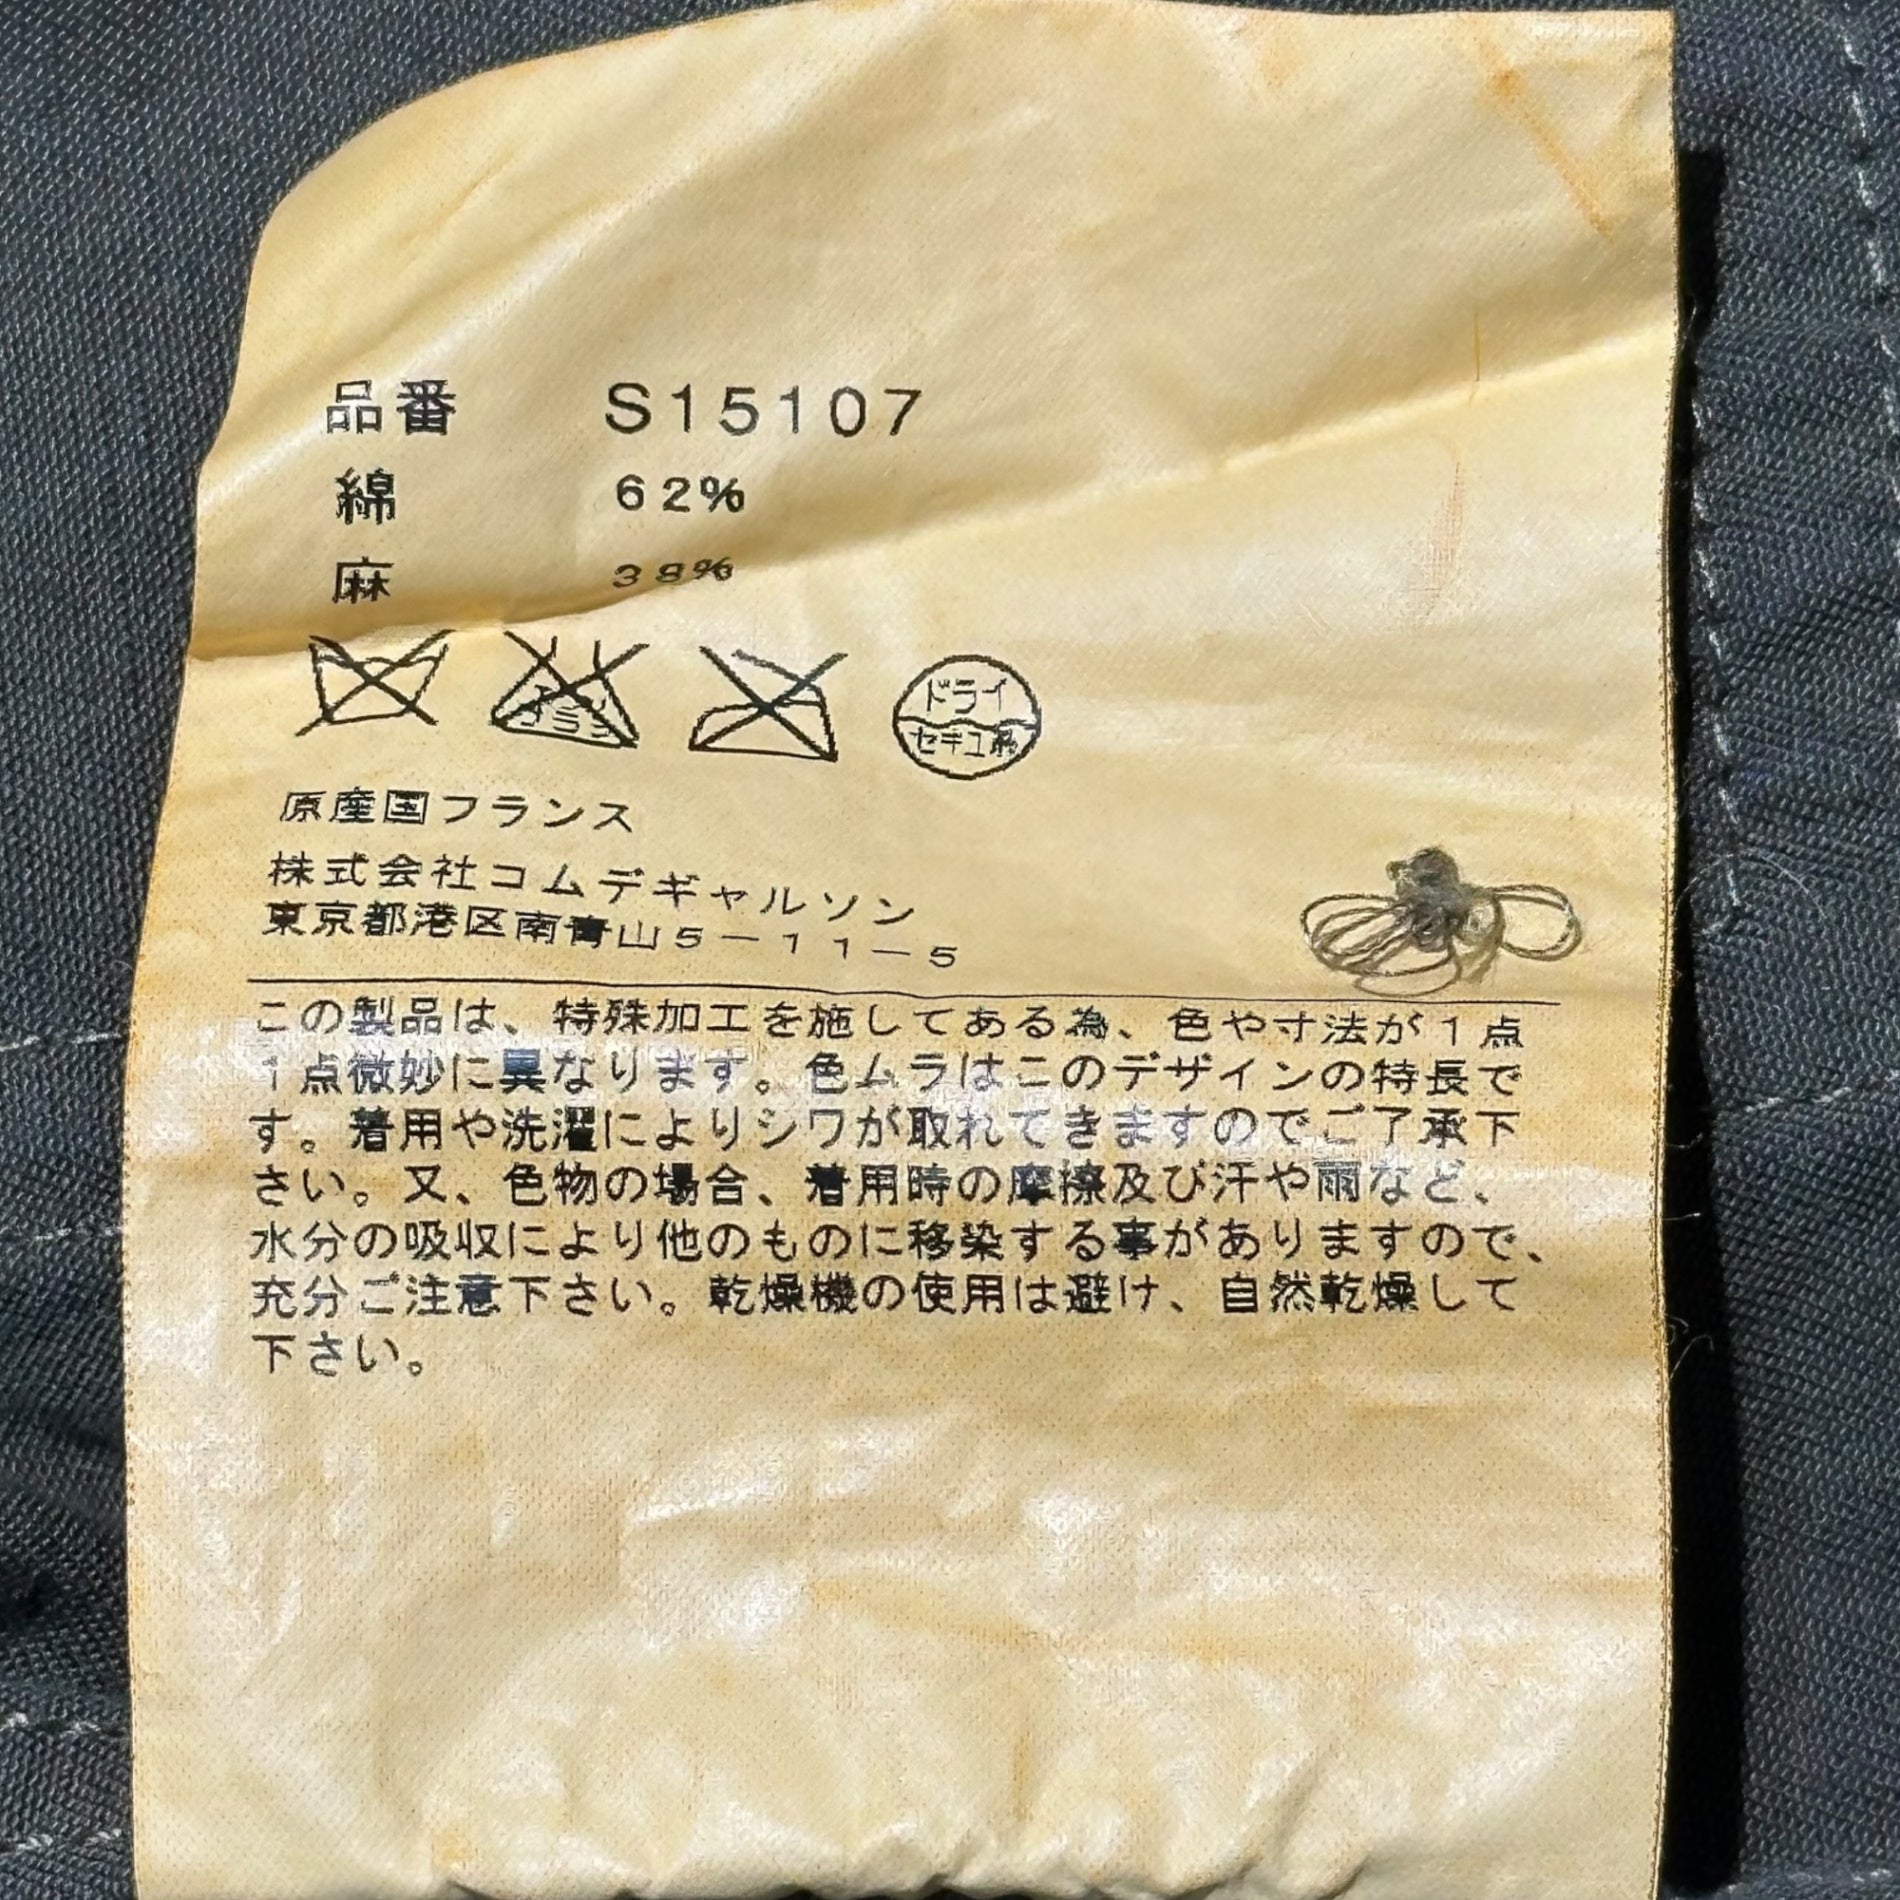 品番 S15107
綿 62%
麻 38%
ドライ
セキユ系
原産国フランス
株式会社コムデギャルソン
東京都港区南青山5-11-5
この製品は、特殊加工を施してある為、色や寸法が1点
1点微妙に異なります。色ムラはこのデザインの特長で
す。着用や洗濯によりシワが取れてきますのでご了承下
さい。又、色物の場合、着用時の摩擦及び汗や雨など、
水分の吸収により他のものに移染する事がありますので、
充分ご注意下さい。乾燥機の使用は避け、自然乾燥して
下さい。